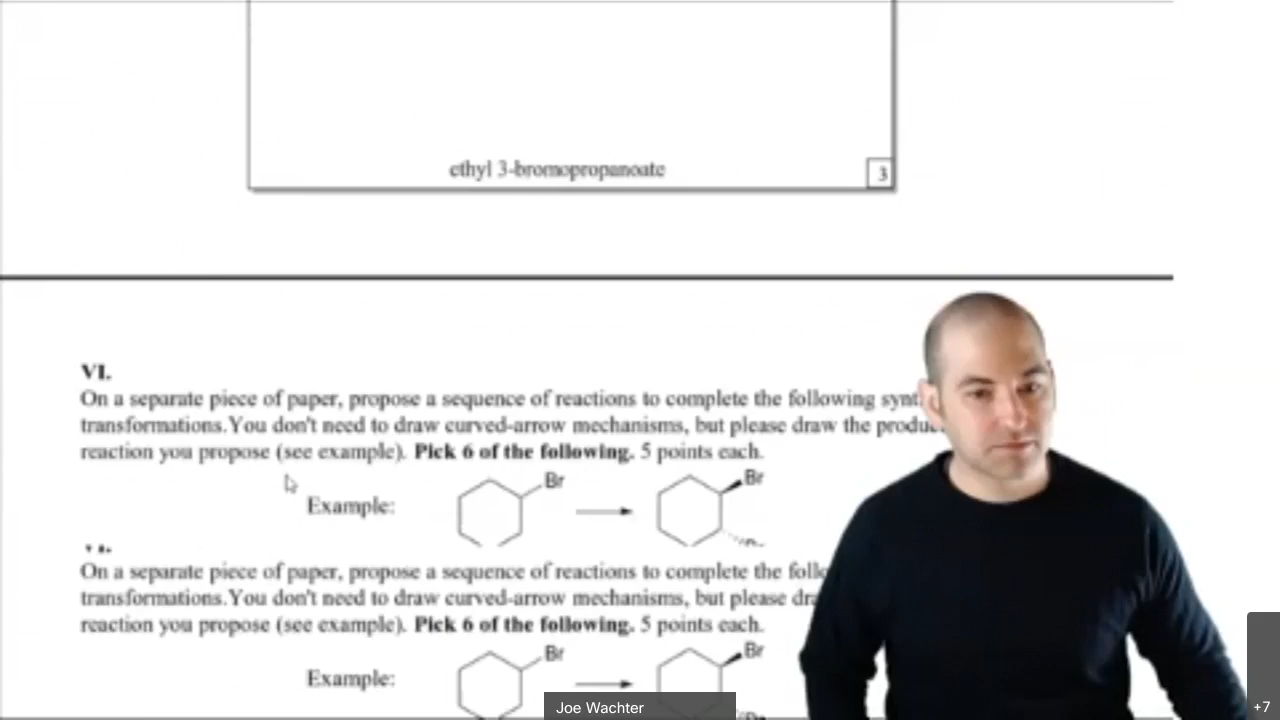 ethyl 3-bromopropanoate
3
VI.
On a separate piece of paper, propose a sequence of reactions to complete the following
transformations. You don't need to draw curved-arrow mechanisms, but please draw the
reaction you propose (see example). Pick 6 of the following. 5 points each.
Br
Br
Example:
On a separate piece of paper, propose a sequence of reactions to complete the
transformations. You don't need to draw curved-arrow mechanisms, but please
reaction you propose (see example). Pick 6 of the following. 5 points each.
Br
Br
Example:
Joe Wachter
+7